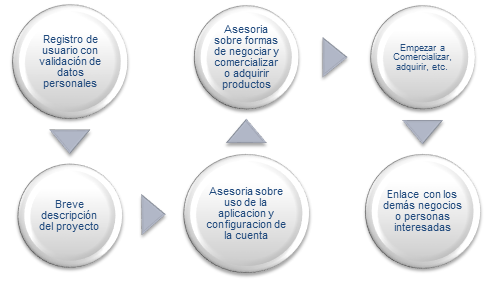 Registro de
usuario con
validación de
datos
personales
Breve
descripción
del proyecto
Asesoria sobre
uso de la
aplicacion y
configuracion de
la cuenta
Asesoria
sobre formas
de negociar y
comercializar
o adquirir
productos
Empezar a
Comercializar,
adquirir, etc.
Enlace con los
demás negocios
o personas
interesadas